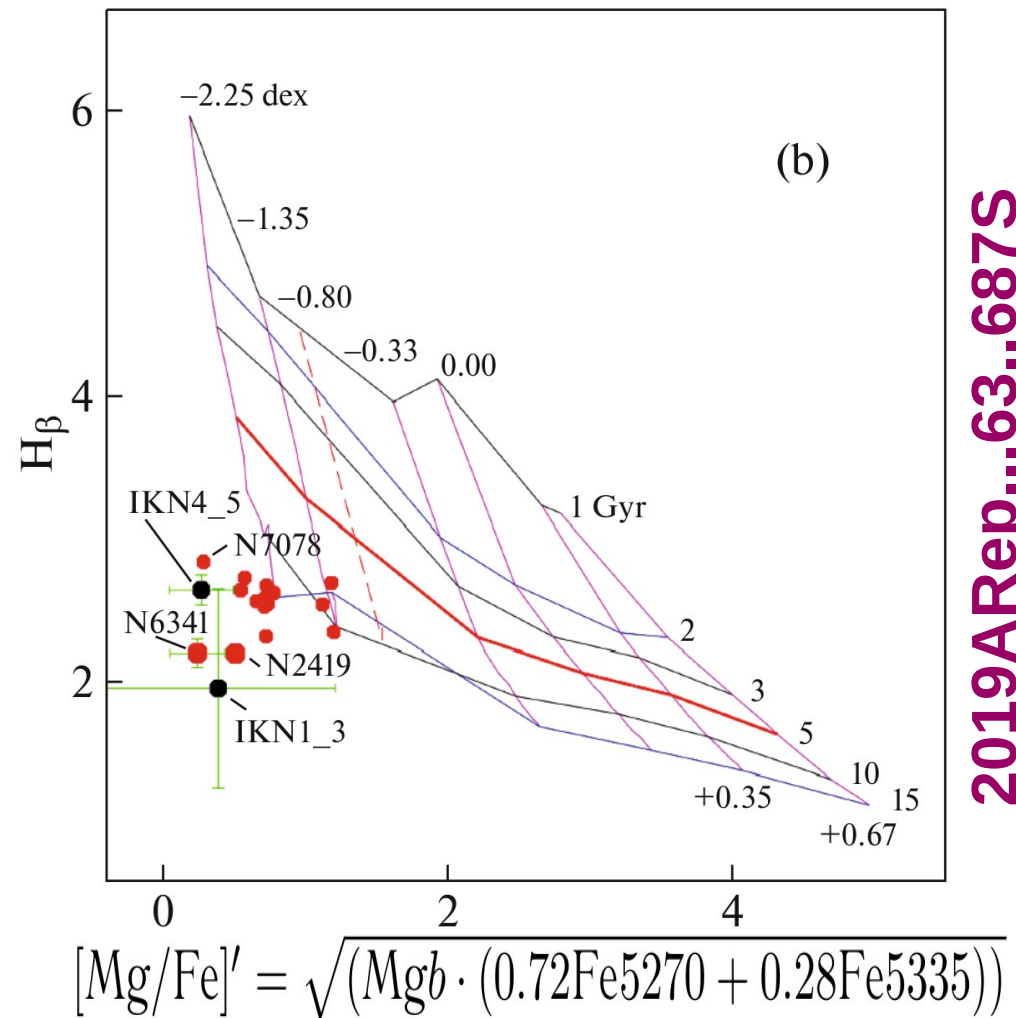 6
−2.25 dex
(b)
−1.35
−0.80
−0.33
0.00
4
Hβ
IKN4_5
1 Gyr
N7078
N6341
2
N2419
2
3
IKN1_3
5
10
+0.35
15
+0.67
0
2
4
[Mg/Fe]′ = √(Mgb · (0.72Fe5270 + 0.28Fe5335))
2019ARep...63..687S